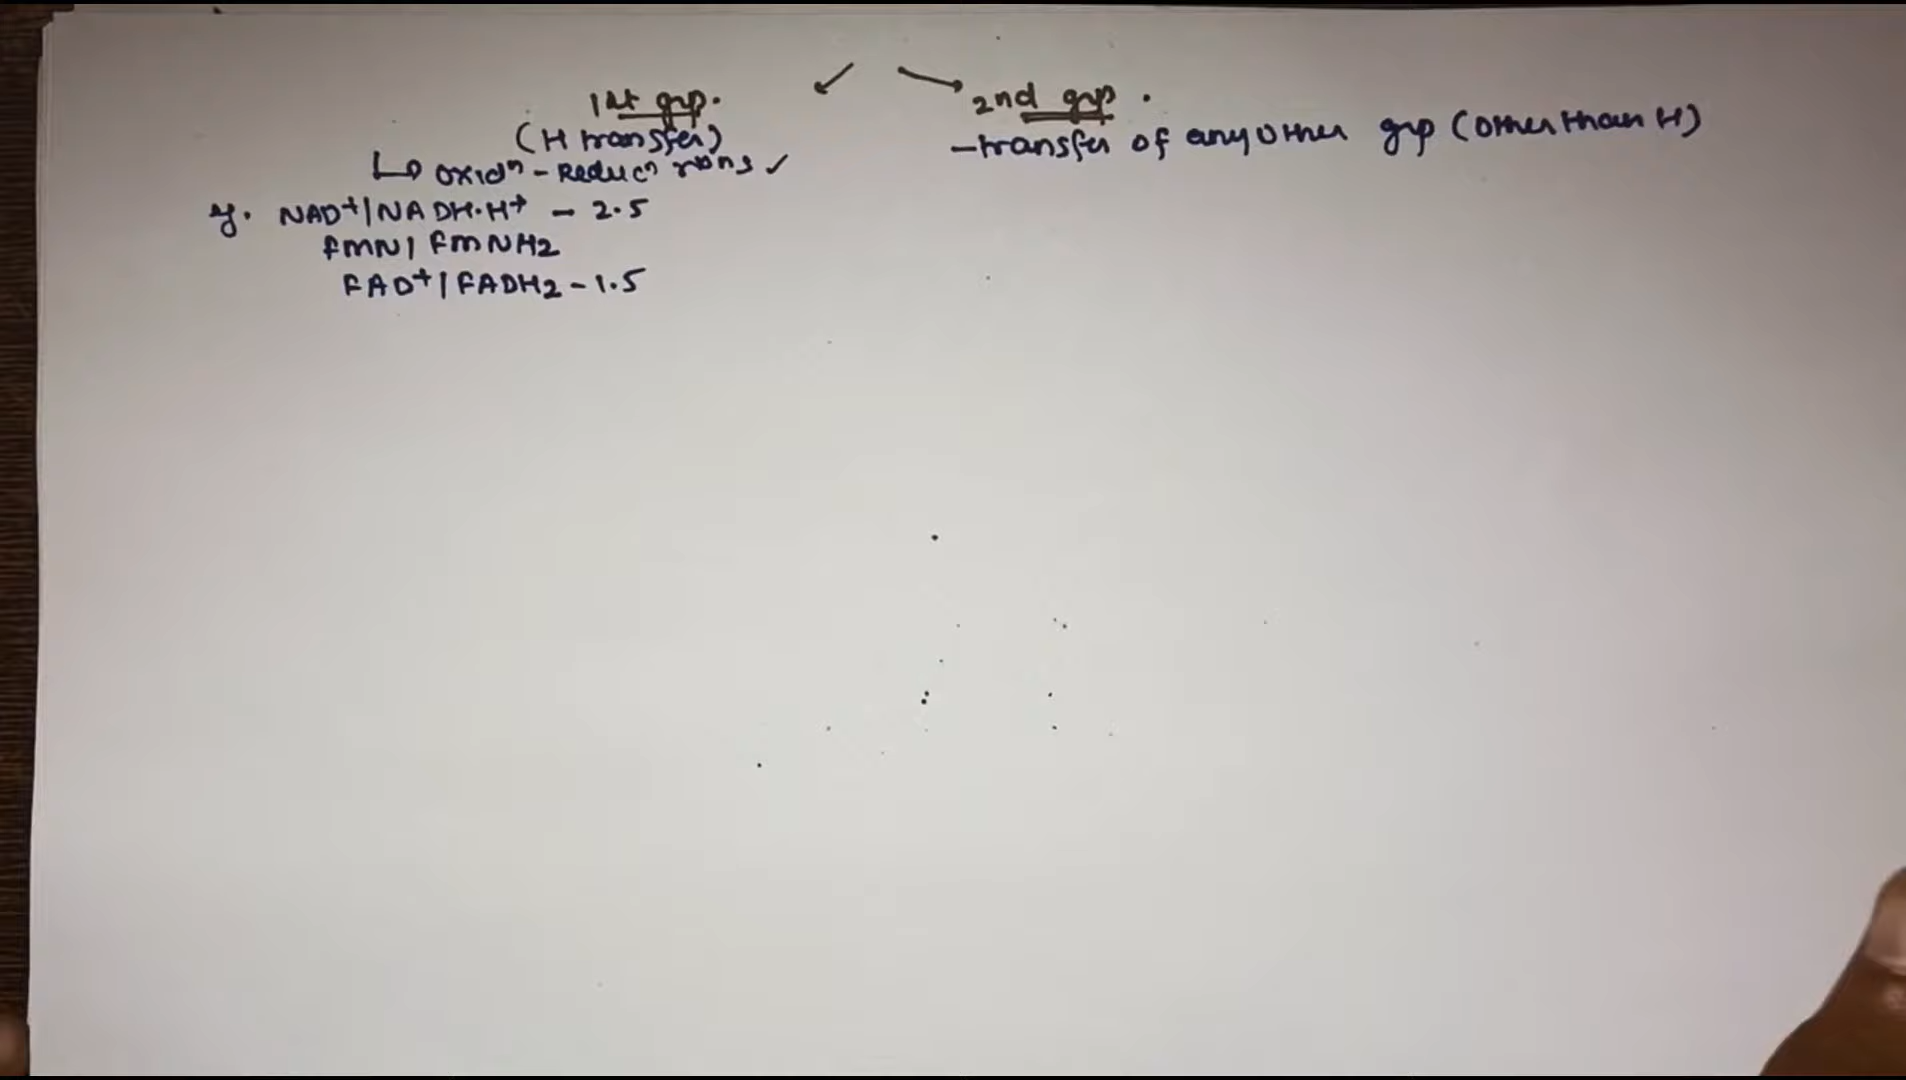 1st grp.
(H transfer)
↳ oxidⁿ - Reducⁿ rxns ✓
eg. NAD+/NADH.H+ - 2.5
FMN/FMNH2
FAD+/FADH2 - 1.5
2nd grp.
- transfer of any other grp (other than H)